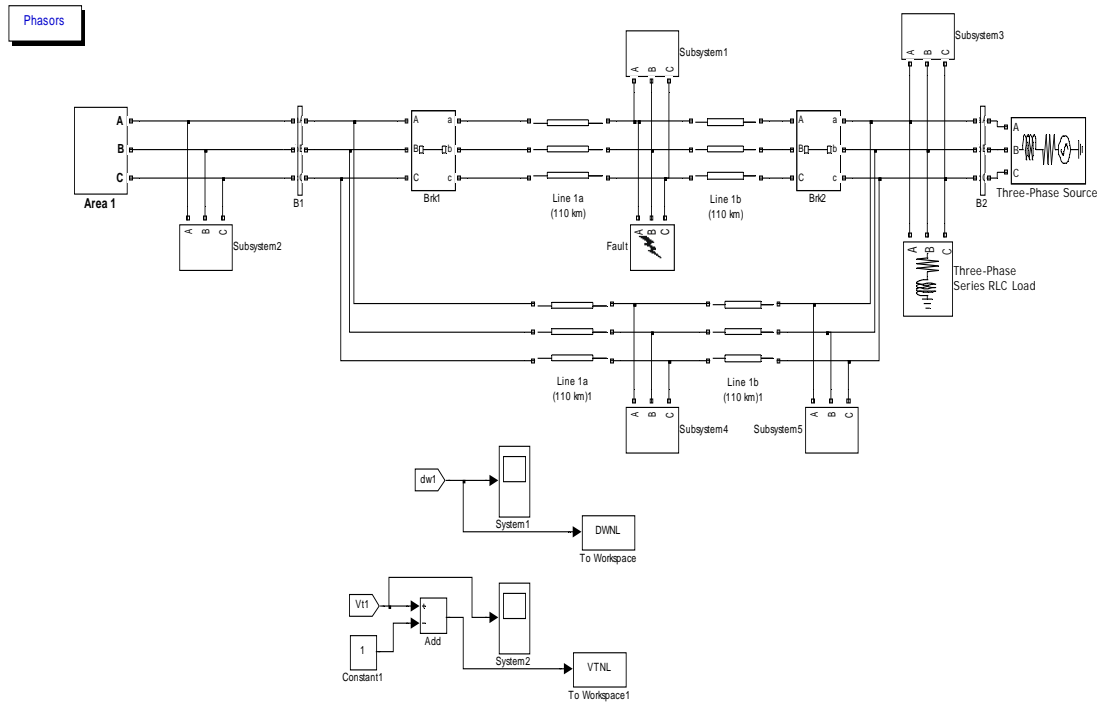 Phasors
Subsystem1
Subsystem3
A B C
A B C
A
B
C
Area 1
B1
A a
B b
C c
Brk1
Line 1a
(110 km)
Line 1b
(110 km)
A a
B b
C c
Brk2
B2
A
B
C
Three-Phase Source
A B C
Subsystem2
Fault
A B C
A B C
Three-Phase
Series RLC Load
Line 1a
(110 km)1
Line 1b
(110 km)1
A B C
Subsystem4
Subsystem5
A B C
dw1
System1
DWNL
To Workspace
Vt1
+
−
Add
1
Constant1
System2
VTNL
To Workspace1